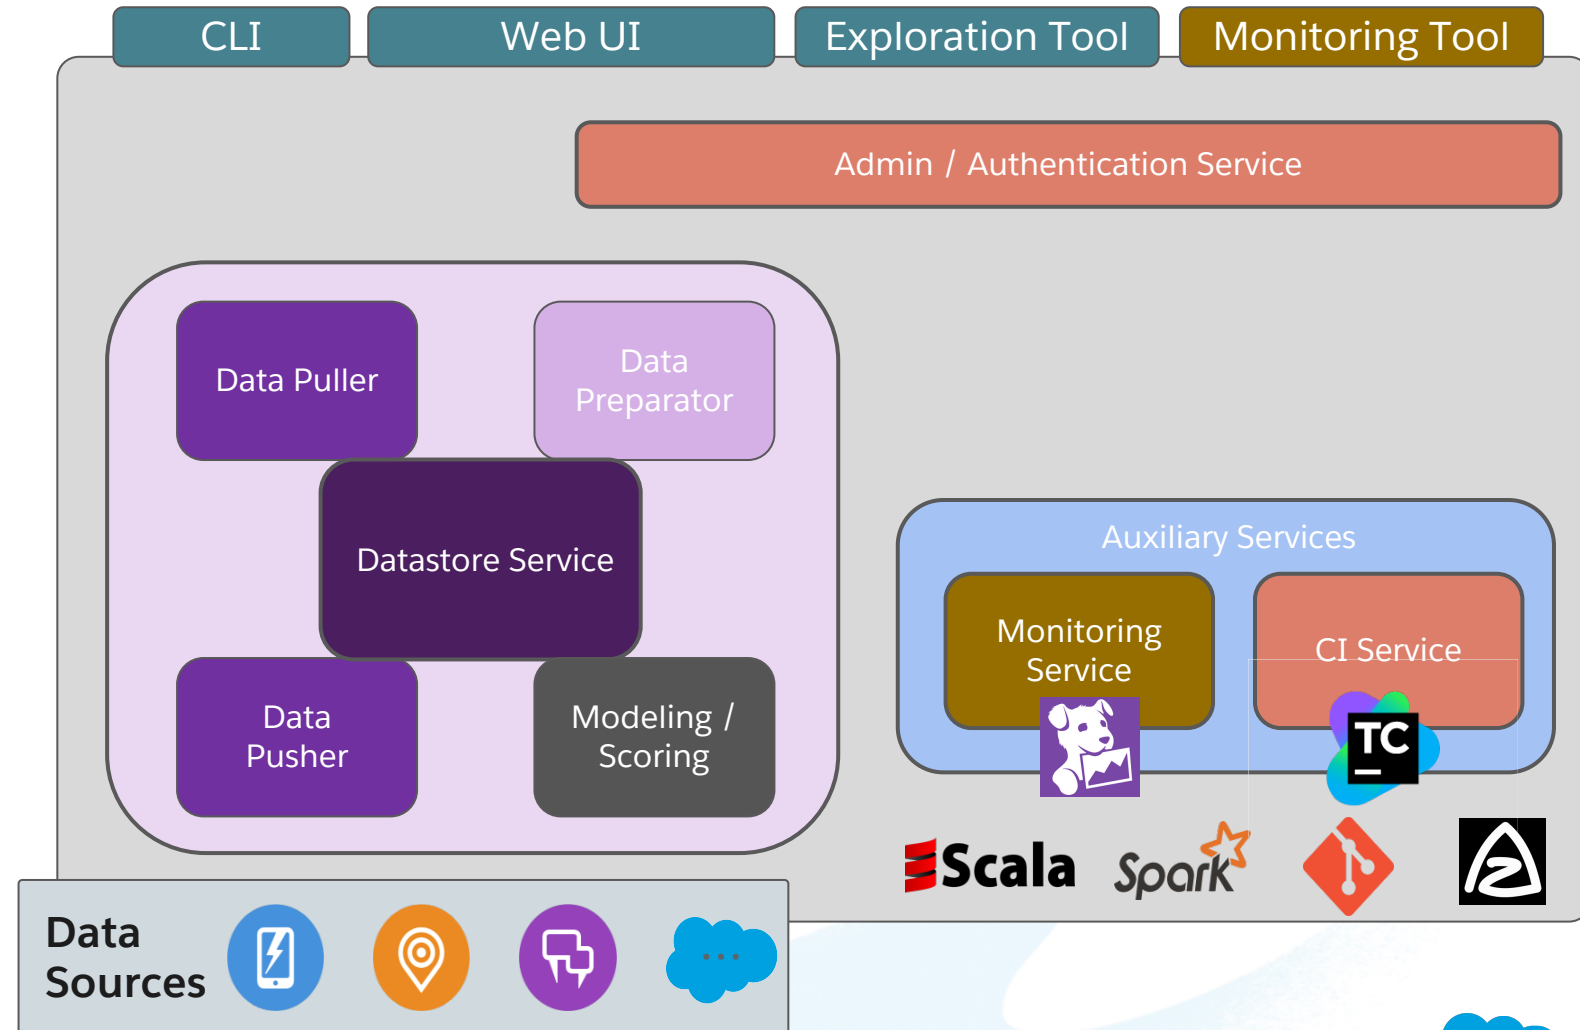 CLI
Web UI
Exploration Tool
Monitoring Tool
Admin / Authentication Service
Data Puller
Data
Preparator
Datastore Service
Data
Pusher
Modeling /
Scoring
Auxiliary Services
Monitoring
Service
CI Service
TC
Scala
Spark
Data
Sources